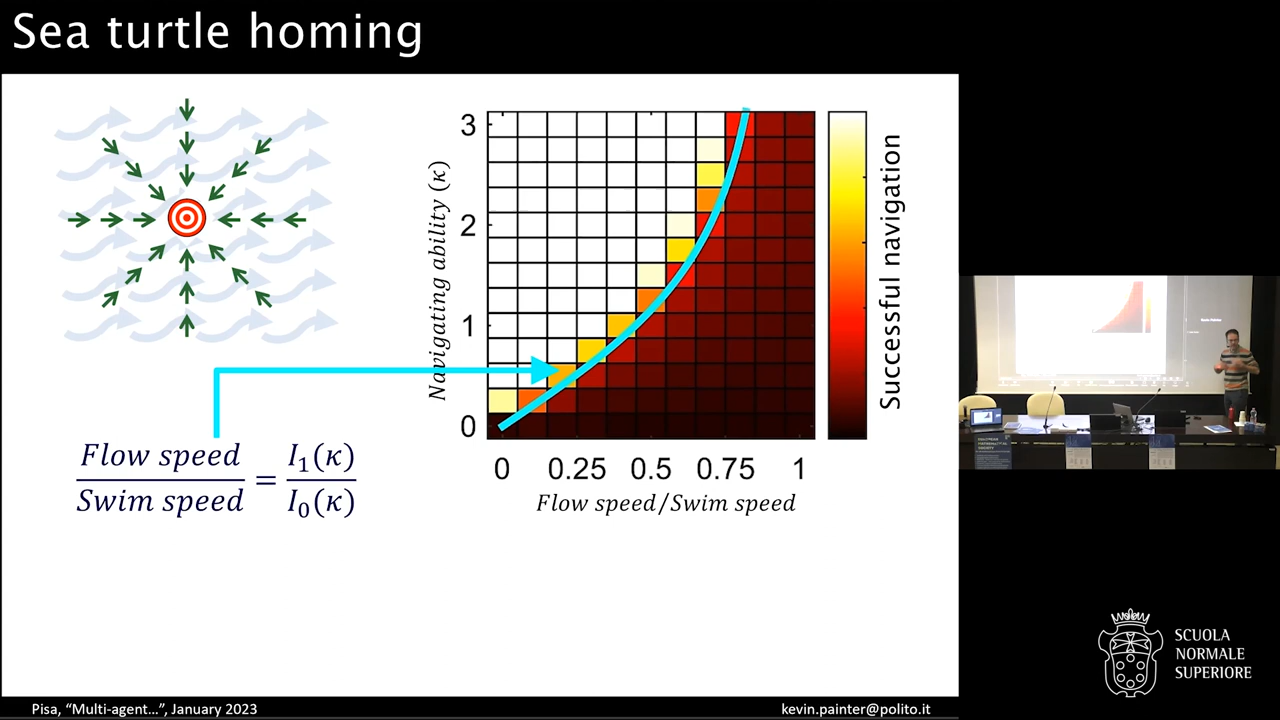 Sea turtle homing
3
2
1
0
Navigating ability (κ)
0 0.25 0.5 0.75 1
Flow speed/Swim speed
Successful navigation
Flow speed
Swim speed
=
I₁(κ)
I₀(κ)
SCUOLA
NORMALE
SUPERIORE
Pisa, “Multi-agent...”, January 2023
kevin.painter@polito.it